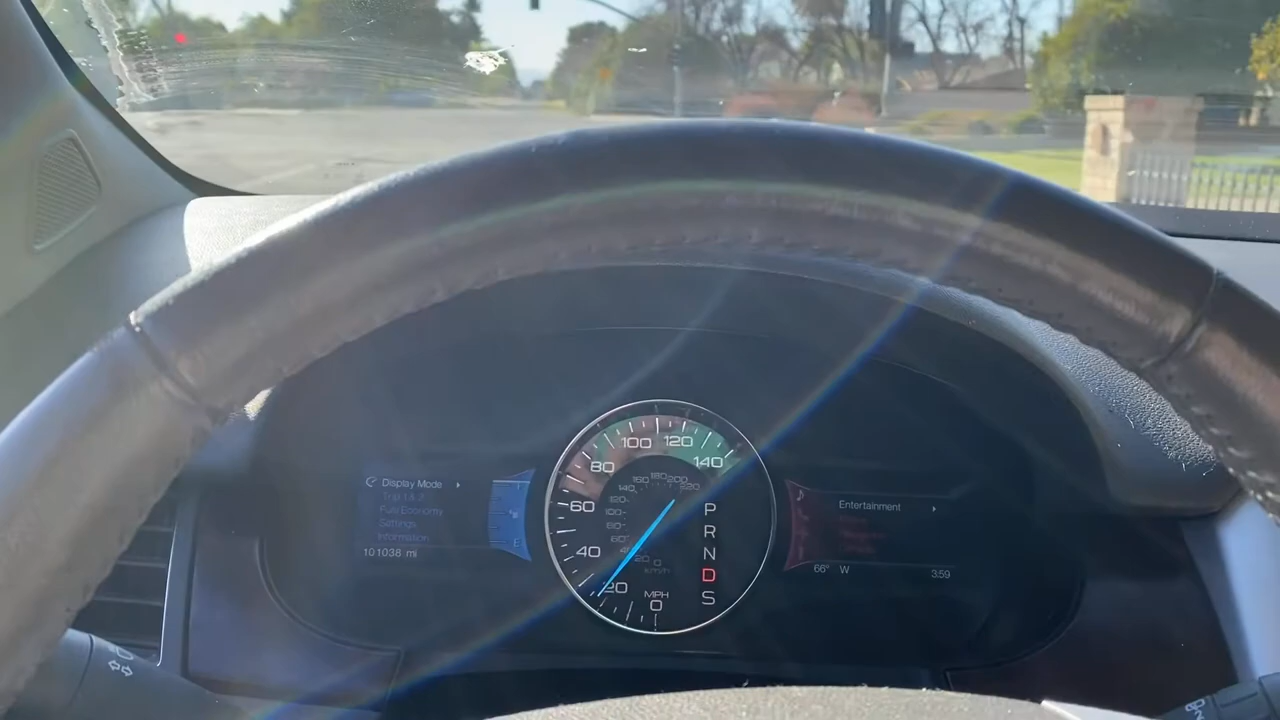 Display Mode
Trip 1 & 2
Fuel Economy
Settings
Information
101038 mi
F
0
20
40
60
80
100
120
140
MPH
0
20
40
60
80
100
120
140
160
180
200
220
km/h
P
R
N
D
S
Entertainment
66° W
3:59